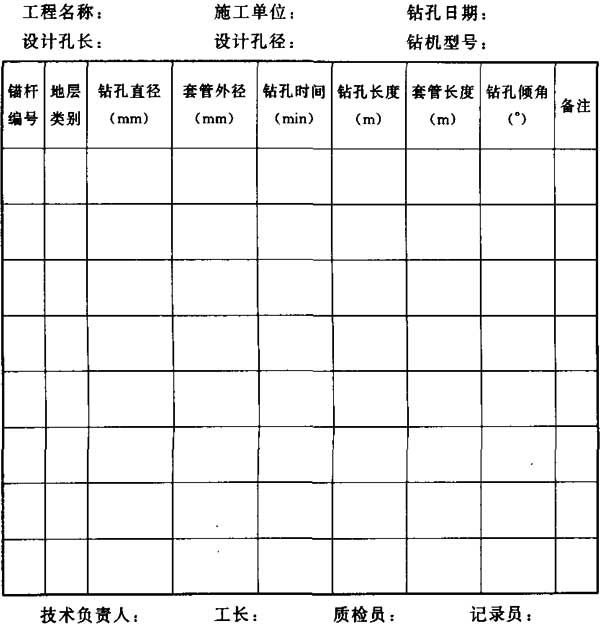 工程名称： 施工单位： 钻孔日期：
设计孔长： 设计孔径： 钻机型号：
锚杆 地层 钻孔直径 套管外径 钻孔时间 钻孔长度 套管长度 钻孔倾角 备注
编号 类别 （mm） （mm） （min） （m） （m） （°）
技术负责人： 工长： 质检员： 记录员：